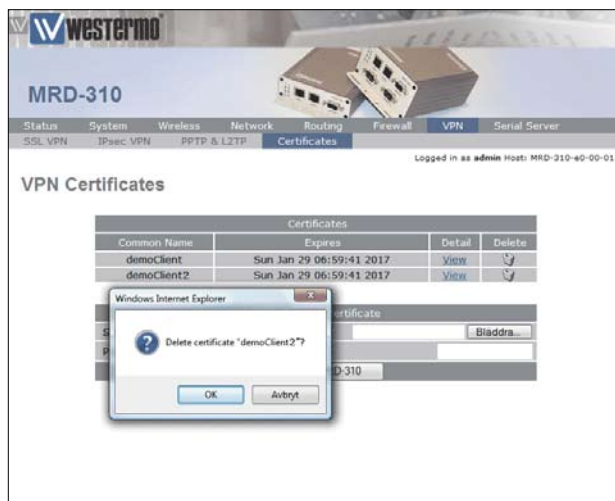 westermo
MRD-310
Status System Wireless Network Routing Firewall VPN Serial Server
SSL VPN IPsec VPN PPTP & L2TP Certificates
Logged in as admin Host: MRD-310-e0-00-01
VPN Certificates
Certificates
Common Name Expires Detail Delete
demoClient Sun Jan 29 06:59:41 2017 View
demoClient2 Sun Jan 29 06:59:41 2017 View
Windows Internet Explorer
Delete certificate "demoClient2"?
OK Avbryt
ertificate
S Bladdra...
P
D-310